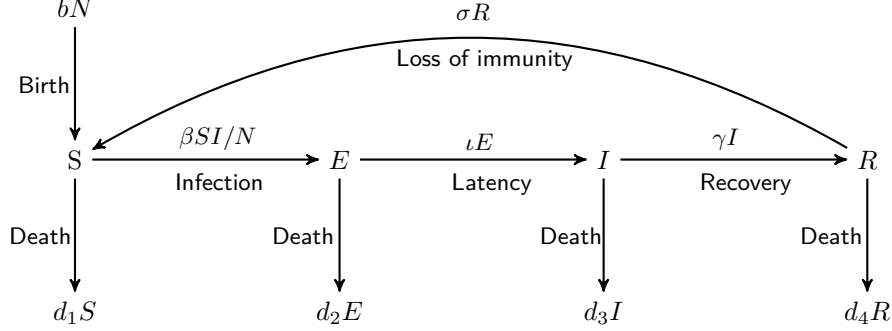 bN
σR
Loss of immunity
Birth
βSI/N
ιE
γI
S
E
I
R
Infection
Latency
Recovery
Death
Death
Death
Death
d₁S
d₂E
d₃I
d₄R